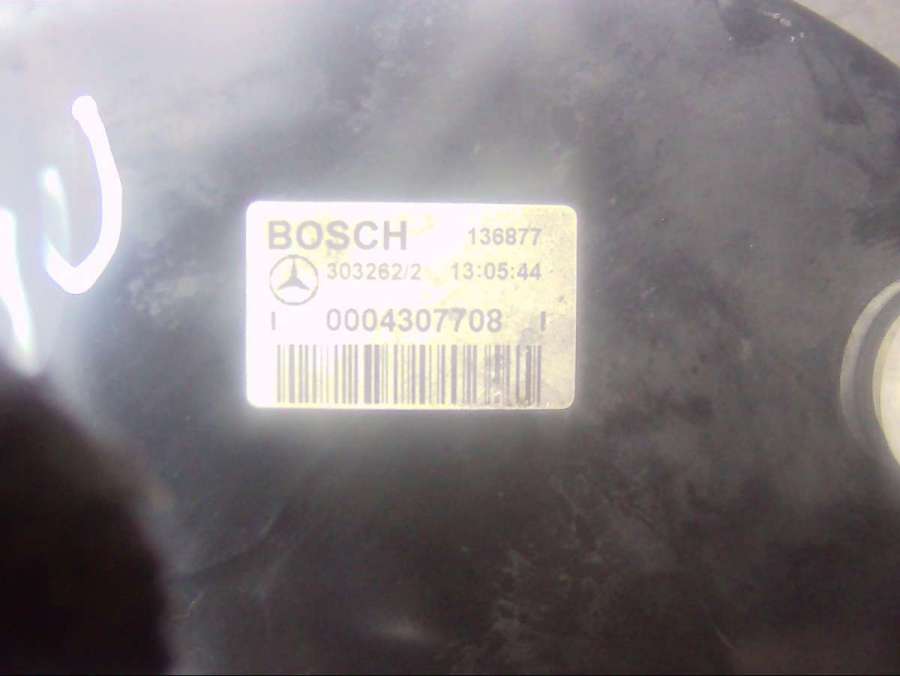 BOSCH 136877
303262/2 13:05:44
I 0004307708 I